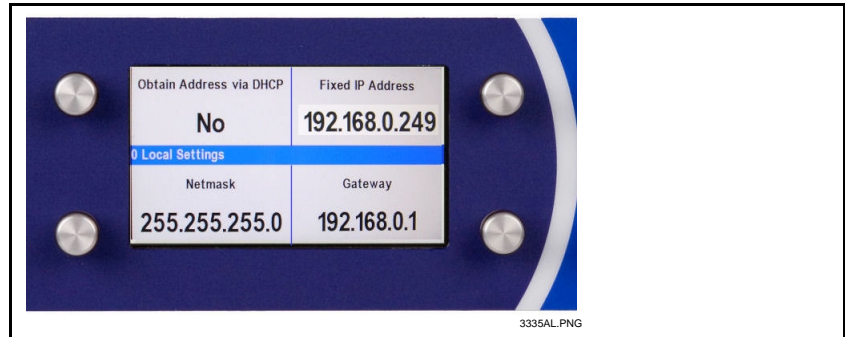 Obtain Address via DHCP
Fixed IP Address
No
192.168.0.249
0 Local Settings
Netmask
Gateway
255.255.255.0
192.168.0.1
3335AL.PNG